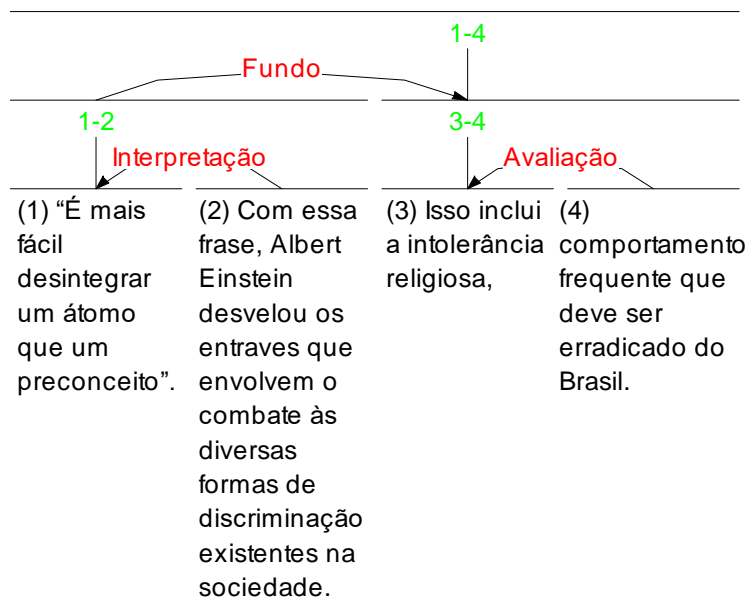 1-4
Fundo
1-2
3-4
Interpretação
Avaliação
(1) “É mais
fácil
desintegrar
um átomo
que um
preconceito”.
(2) Com essa
frase, Albert
Einstein
desvelou os
entraves que
envolvem o
combate às
diversas
formas de
discriminação
existentes na
sociedade.
(3) Isso inclui
a intolerância
religiosa,
(4)
comportamento
frequente que
deve ser
erradicado do
Brasil.